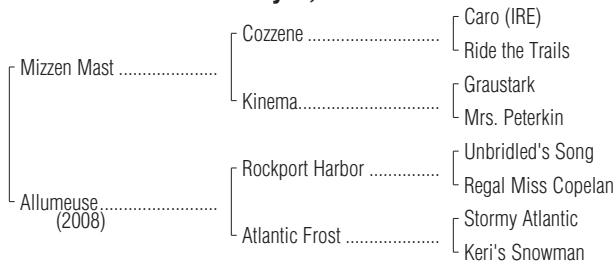 Cozzene ............................
Caro (IRE)
Ride the Trails
Mizzen Mast .....................
Kinema..............................
Graustark
Mrs. Peterkin
Rockport Harbor ...............
Unbridled's Song
Regal Miss Copelan
Allumeuse.........................
(2008)
Atlantic Frost ....................
Stormy Atlantic
Keri's Snowman